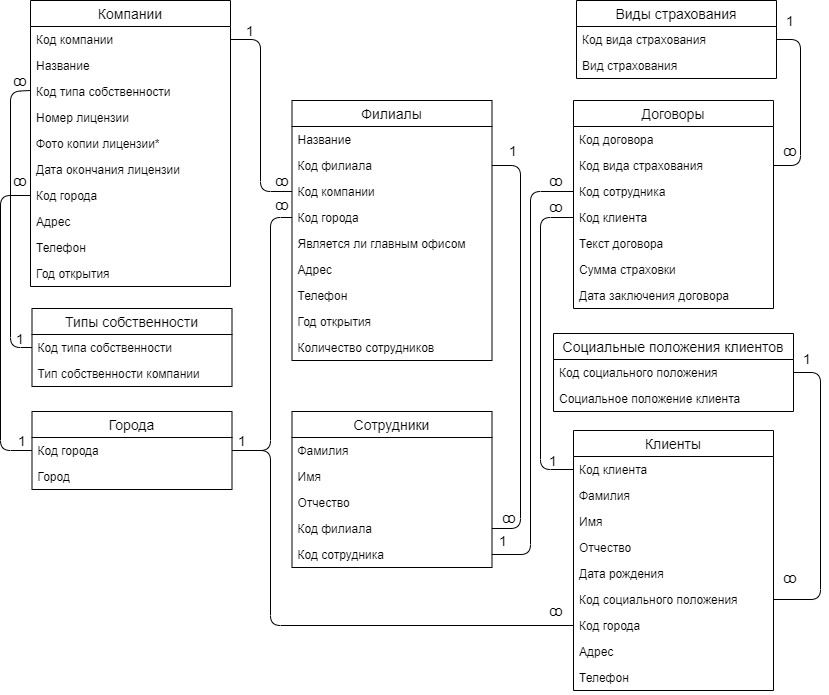 Компании
Код компании
Название
Код типа собственности
Номер лицензии
Фото копии лицензии*
Дата окончания лицензии
Код города
Адрес
Телефон
Год открытия
1
∞
∞
Типы собственности
Код типа собственности
Тип собственности компании
1
Города
Код города
Город
1
1
Филиалы
Название
Код филиала
Код компании
Код города
Является ли главным офисом
Адрес
Телефон
Год открытия
Количество сотрудников
∞
∞
1
Сотрудники
Фамилия
Имя
Отчество
Код филиала
Код сотрудника
∞
1
Виды страхования
Код вида страхования
Вид страхования
1
Договоры
Код договора
Код вида страхования
Код сотрудника
Код клиента
Текст договора
Сумма страховки
Дата заключения договора
∞
∞
∞
Социальные положения клиентов
Код социального положения
Социальное положение клиента
1
Клиенты
Код клиента
Фамилия
Имя
Отчество
Дата рождения
Код социального положения
Код города
Адрес
Телефон
1
∞
∞